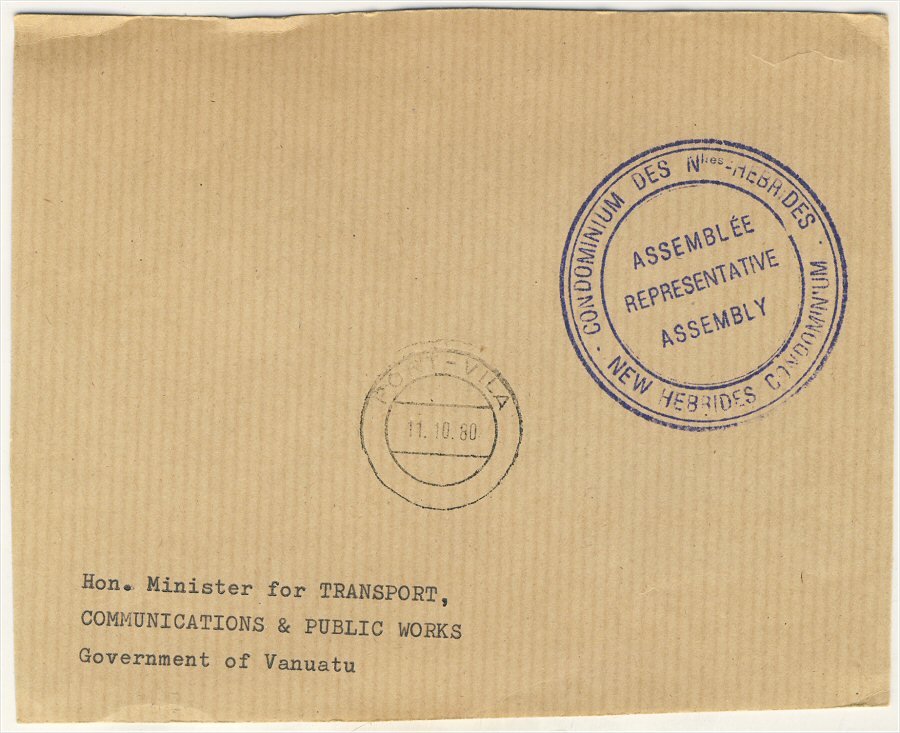 CONDOMINIUM DES Nlles-HEBRIDES ·
· NEW HEBRIDES CONDOMINIUM
ASSEMBLÉE
REPRESENTATIVE
ASSEMBLY
PORT-VILA
11.10.80
Hon. Minister for TRANSPORT,
COMMUNICATIONS & PUBLIC WORKS
Government of Vanuatu